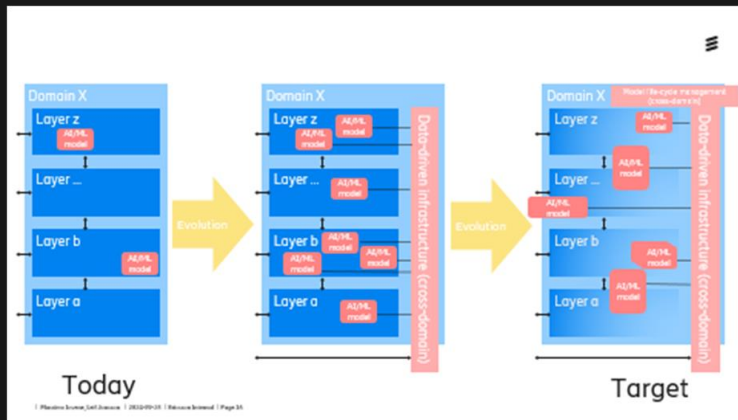 Domain X
Layer z
AI/ML
model
Layer ...
Layer b
AI/ML
model
Layer a
Today
Evolution
Domain X
Layer z
AI/ML
model
AI/ML
model
Layer ...
AI/ML
model
Layer b
AI/ML
model
AI/ML
model
AI/ML
model
Layer a
AI/ML
model
Data-driven infrastructure (cross-domain)
Evolution
Domain X
Model life-cycle management
(cross-domain)
Layer z
AI/ML
model
AI/ML
model
Layer ...
AI/ML
model
Layer b
AI/ML
model
Layer a
AI/ML
model
Data-driven infrastructure (cross-domain)
Target
Page 16